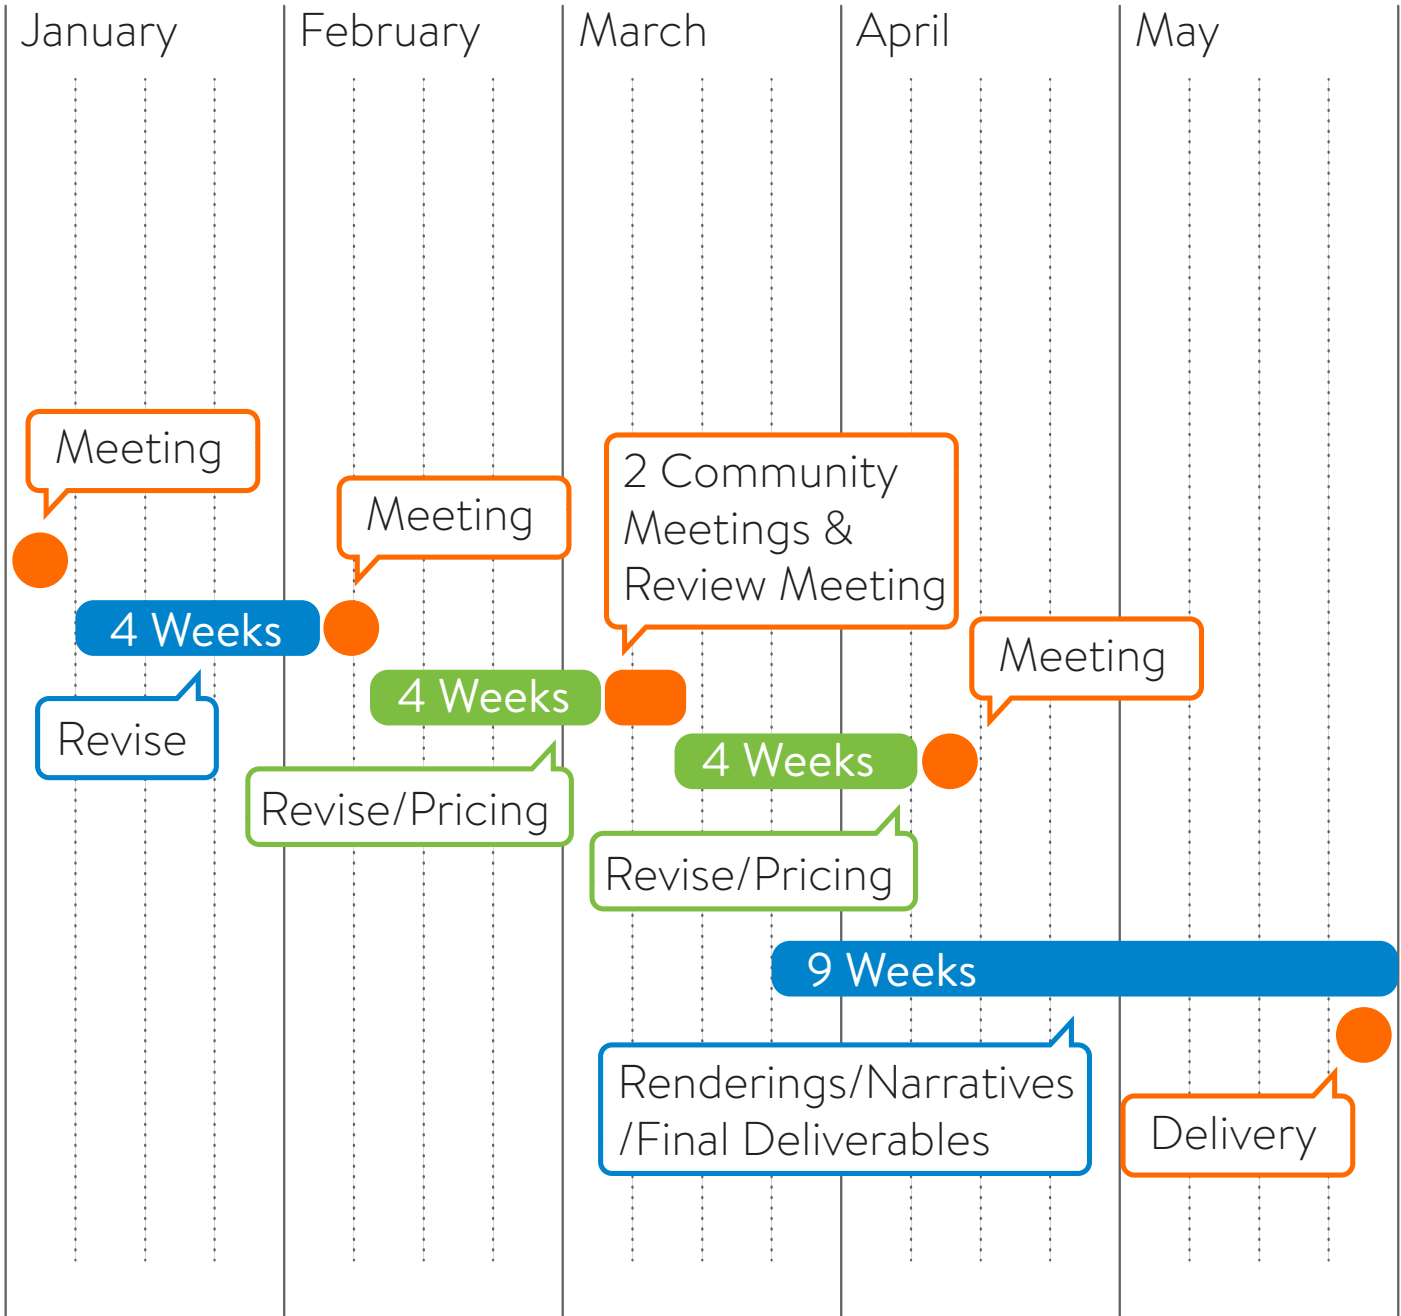 January
February
March
April
May
Meeting
Meeting
2 Community
Meetings &
Review Meeting
4 Weeks
Meeting
4 Weeks
Revise
4 Weeks
Revise/Pricing
Revise/Pricing
9 Weeks
Renderings/Narratives
/Final Deliverables
Delivery